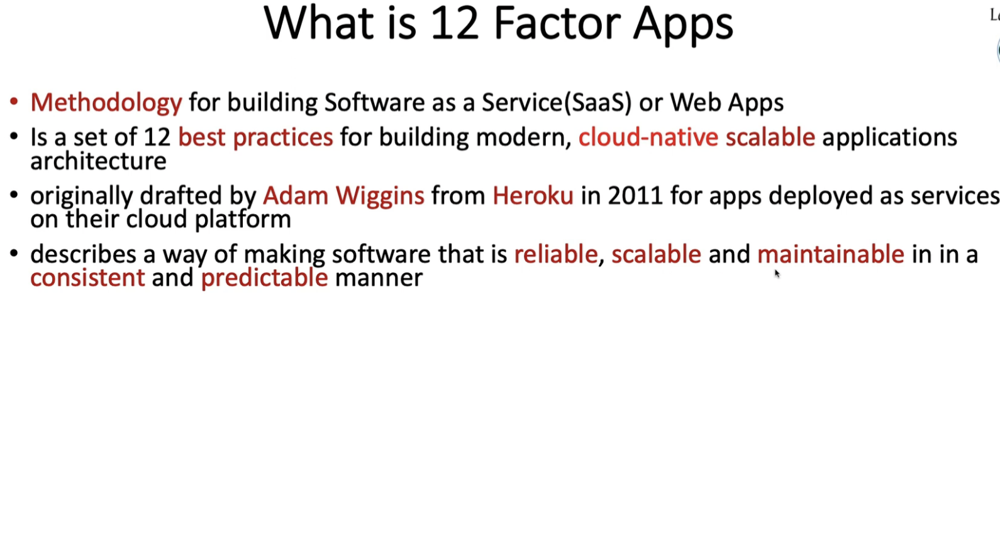 What is 12 Factor Apps
• Methodology for building Software as a Service(SaaS) or Web Apps
• Is a set of 12 best practices for building modern, cloud-native scalable applications
architecture
• originally drafted by Adam Wiggins from Heroku in 2011 for apps deployed as services
on their cloud platform
• describes a way of making software that is reliable, scalable and maintainable in in a
consistent and predictable manner